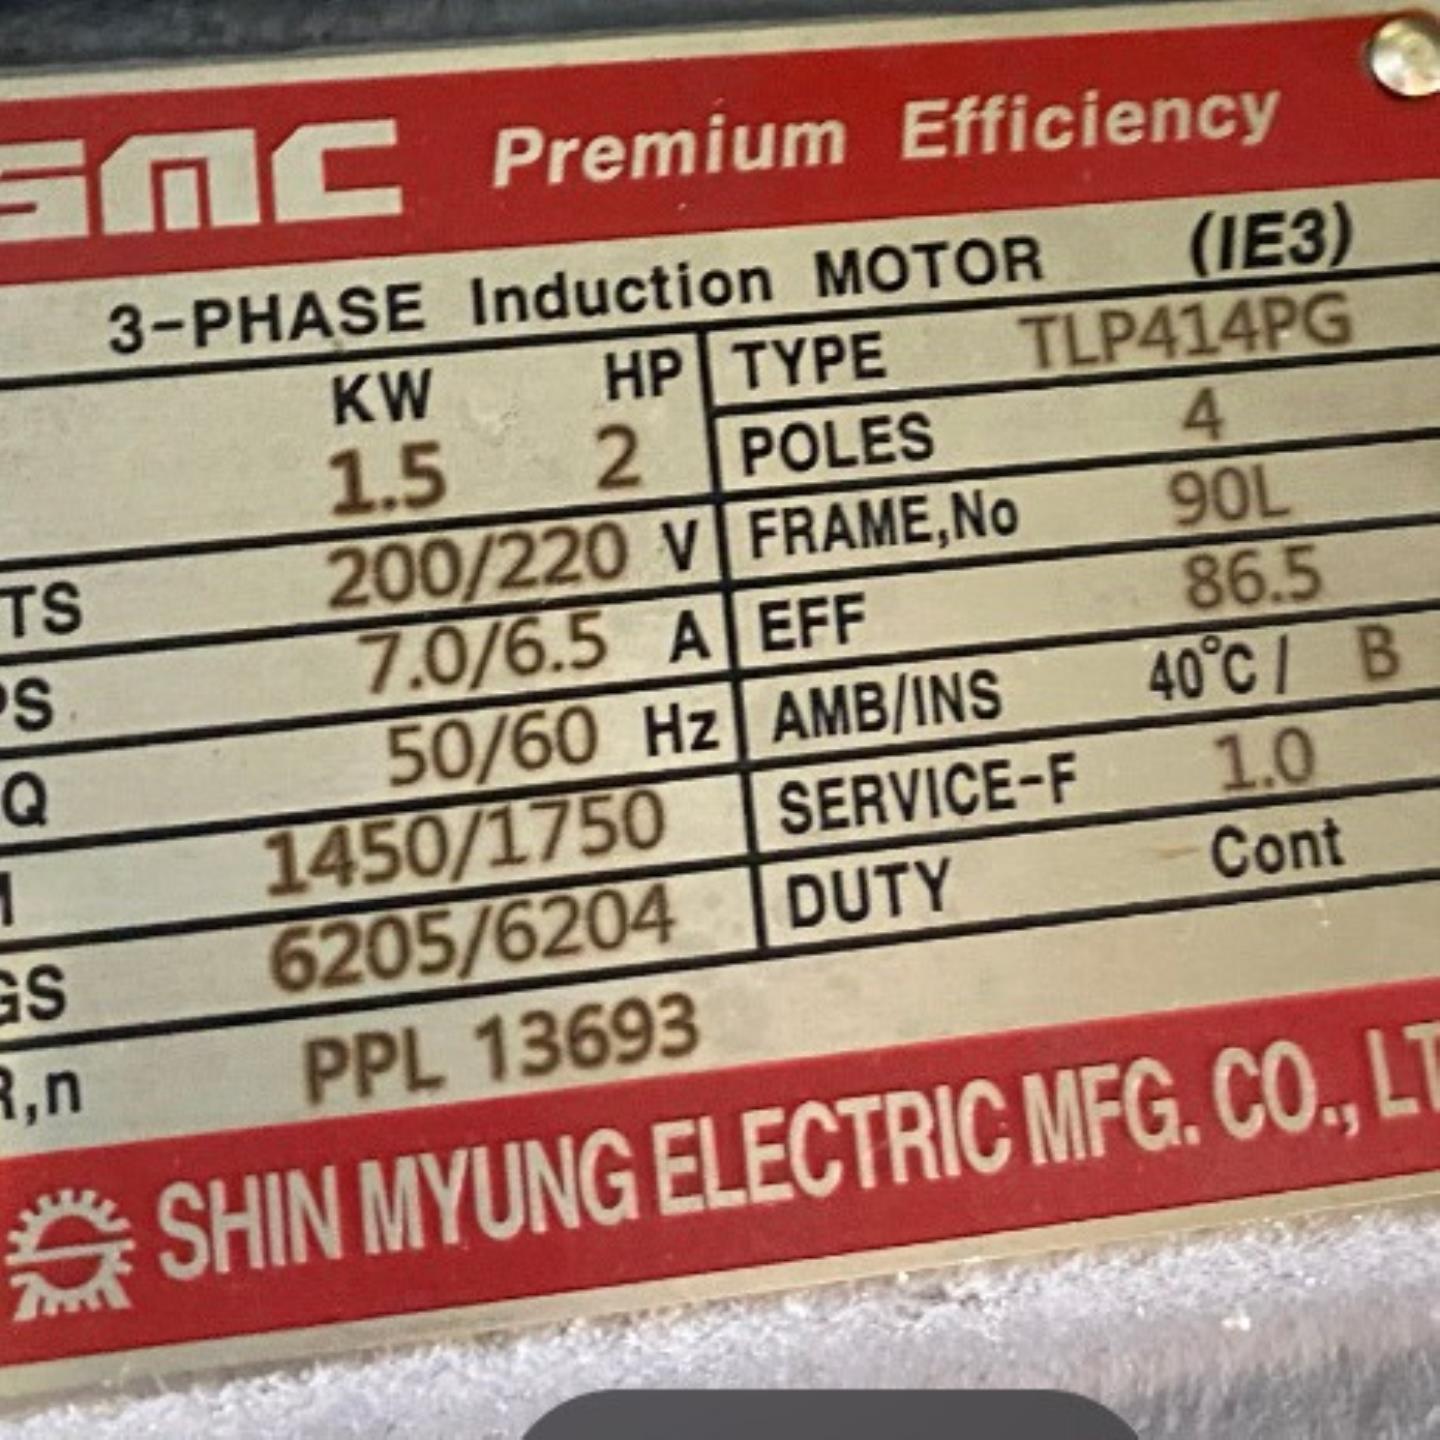 SMC Premium Efficiency
3-PHASE Induction MOTOR (IE3)
KW HP
1.5 2
TYPE TLP414PG
POLES 4
TS 200/220 V
FRAME,No 90L
PS 7.0/6.5 A
EFF 86.5
Q 50/60 Hz
AMB/INS 40°C / B
1450/1750
SERVICE-F 1.0
GS 6205/6204
DUTY Cont
R,n PPL 13693
SHIN MYUNG ELECTRIC MFG. CO., LT